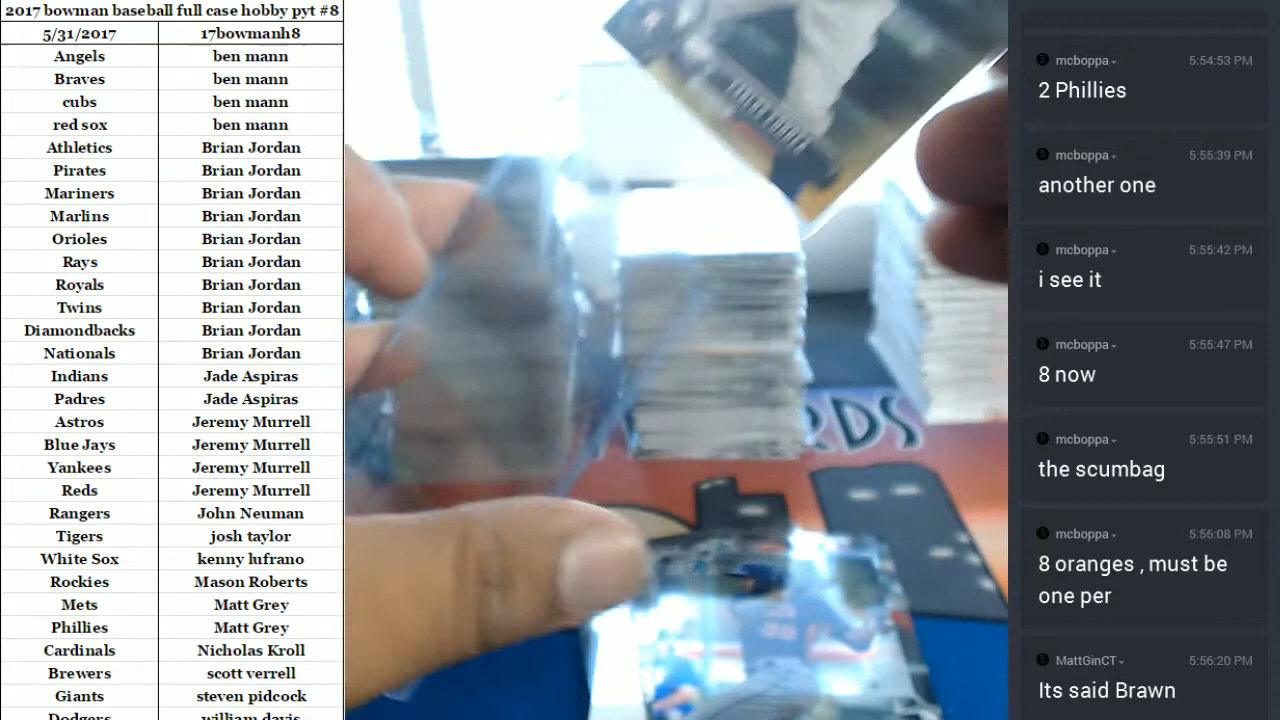 2017 bowman baseball full case hobby pyt #8
5/31/2017 17bowmanh8
Angels ben mann
Braves ben mann
cubs ben mann
red sox ben mann
Athletics Brian Jordan
Pirates Brian Jordan
Mariners Brian Jordan
Marlins Brian Jordan
Orioles Brian Jordan
Rays Brian Jordan
Royals Brian Jordan
Twins Brian Jordan
Diamondbacks Brian Jordan
Nationals Brian Jordan
Indians Jade Aspiras
Padres Jade Aspiras
Astros Jeremy Murrell
Blue Jays Jeremy Murrell
Yankees Jeremy Murrell
Reds Jeremy Murrell
Rangers John Neuman
Tigers josh taylor
White Sox kenny lufrano
Rockies Mason Roberts
Mets Matt Grey
Phillies Matt Grey
Cardinals Nicholas Kroll
Brewers scott verrell
Giants steven pidcock
Dodgers william davis
RDS
mcboppa 5:54:53 PM
2 Phillies
mcboppa 5:55:39 PM
another one
mcboppa 5:55:42 PM
i see it
mcboppa 5:55:47 PM
8 now
mcboppa 5:55:51 PM
the scumbag
mcboppa 5:56:08 PM
8 oranges , must be
one per
MattGinCT 5:56:20 PM
Its said Brawn